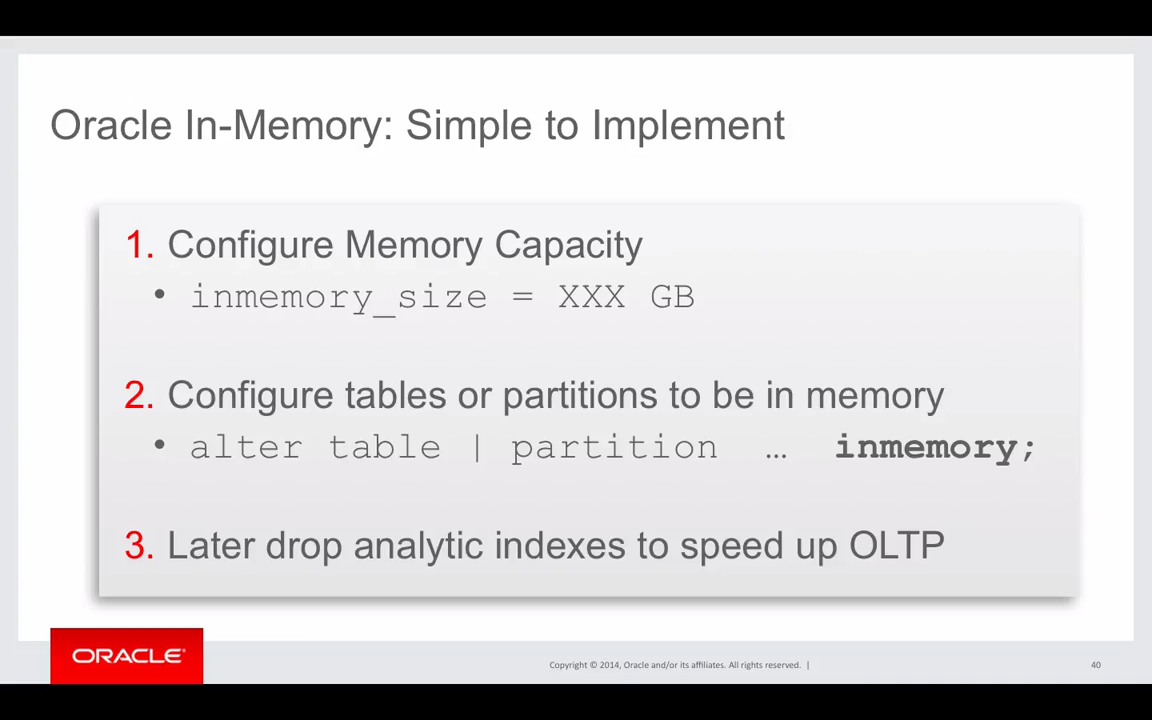 Oracle In-Memory: Simple to Implement
1. Configure Memory Capacity
• inmemory_size = XXX GB
2. Configure tables or partitions to be in memory
• alter table | partition … inmemory;
3. Later drop analytic indexes to speed up OLTP
ORACLE®
Copyright © 2014, Oracle and/or its affiliates. All rights reserved. |
40